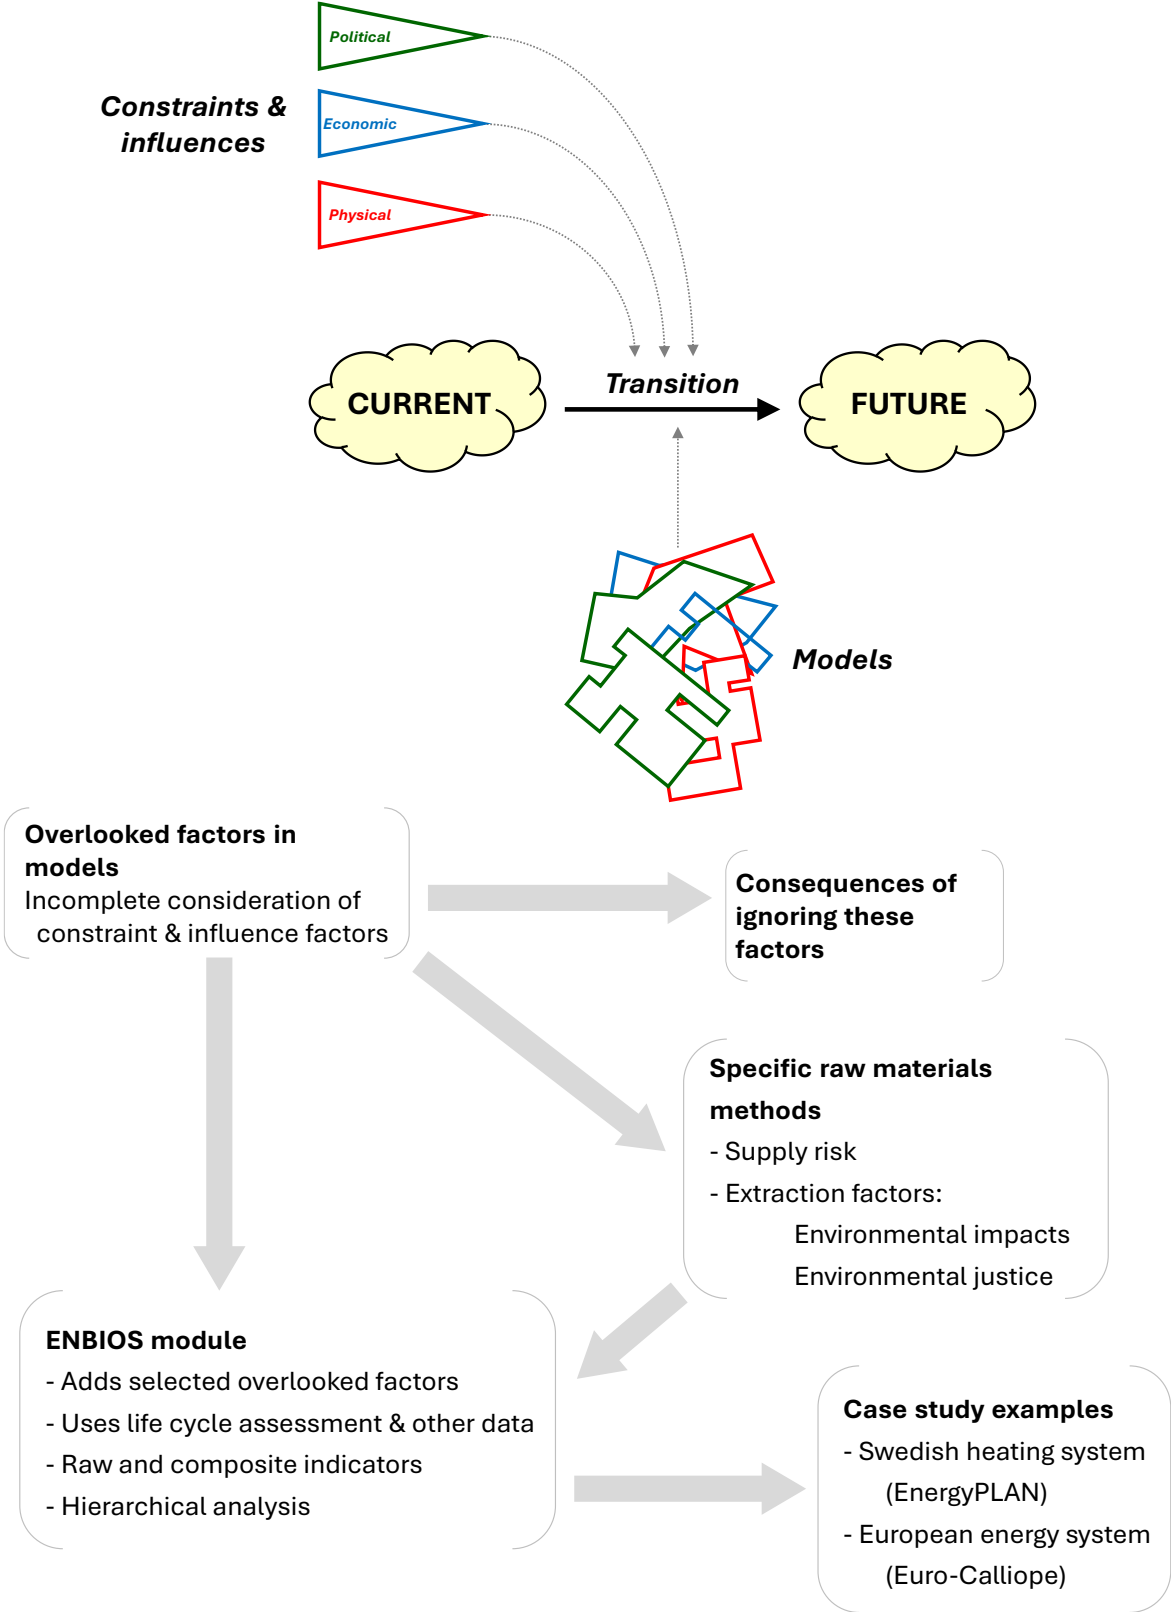 Political
Constraints &
influences
Economic
Physical
Transition
CURRENT
FUTURE
Models
Overlooked factors in
models
Incomplete consideration of
constraint & influence factors
Consequences of
ignoring these
factors
Specific raw materials
methods
- Supply risk
- Extraction factors:
Environmental impacts
Environmental justice
ENBIOS module
- Adds selected overlooked factors
- Uses life cycle assessment & other data
- Raw and composite indicators
- Hierarchical analysis
Case study examples
- Swedish heating system
(EnergyPLAN)
- European energy system
(Euro-Calliope)